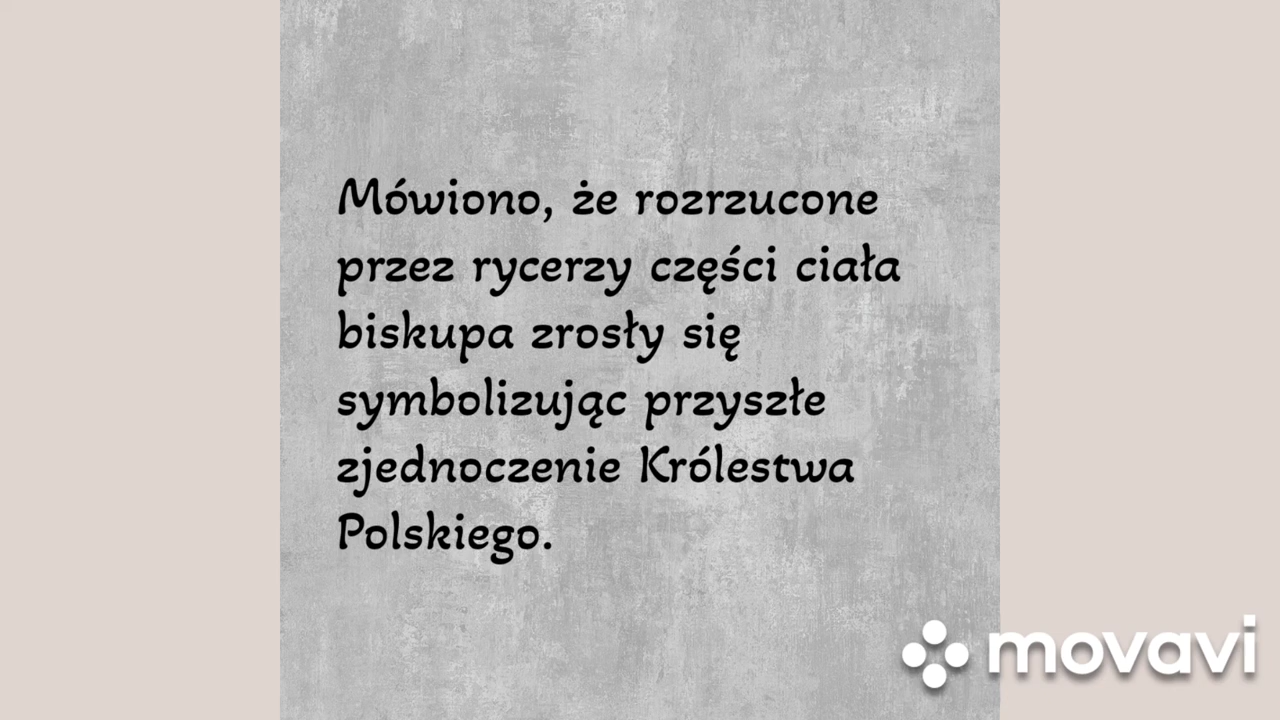 Mówiono, że rozrzucone
przez rycerzy części ciała
biskupa zrosły się
symbolizując przyszłe
zjednoczenie Królestwa
Polskiego.
movavi